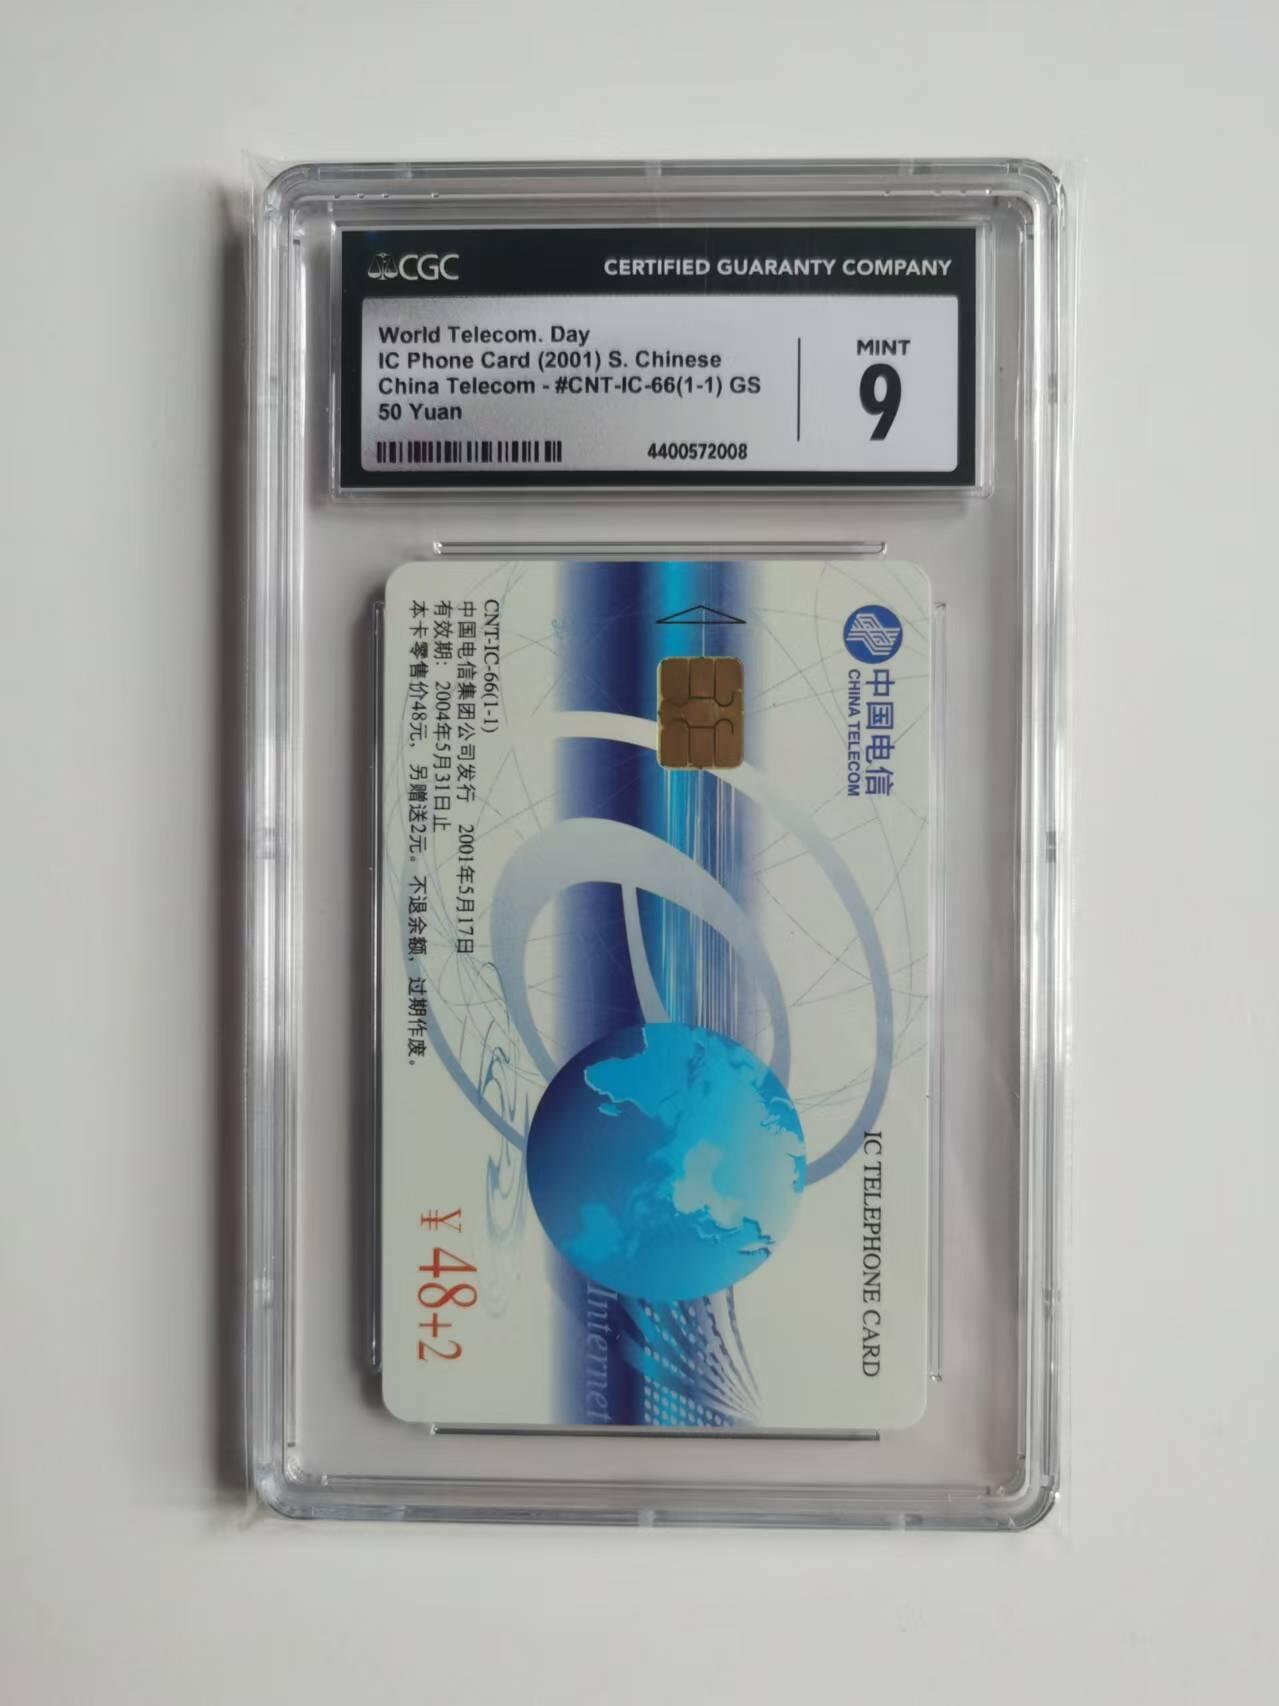 CGC
CERTIFIED GUARANTY COMPANY
World Telecom. Day
IC Phone Card (2001) S. Chinese
China Telecom - #CNT-IC-66(1-1) GS
50 Yuan
4400572008
MINT
9
中国电信
CHINA TELECOM
IC TELEPHONE CARD
Internet
CNT-IC-66(1-1)
中国电信集团公司发行 2001年5月17日
有效期：2004年5月31日止
本卡零售价48元，另赠送2元。不退余额，过期作废。
¥ 48+2